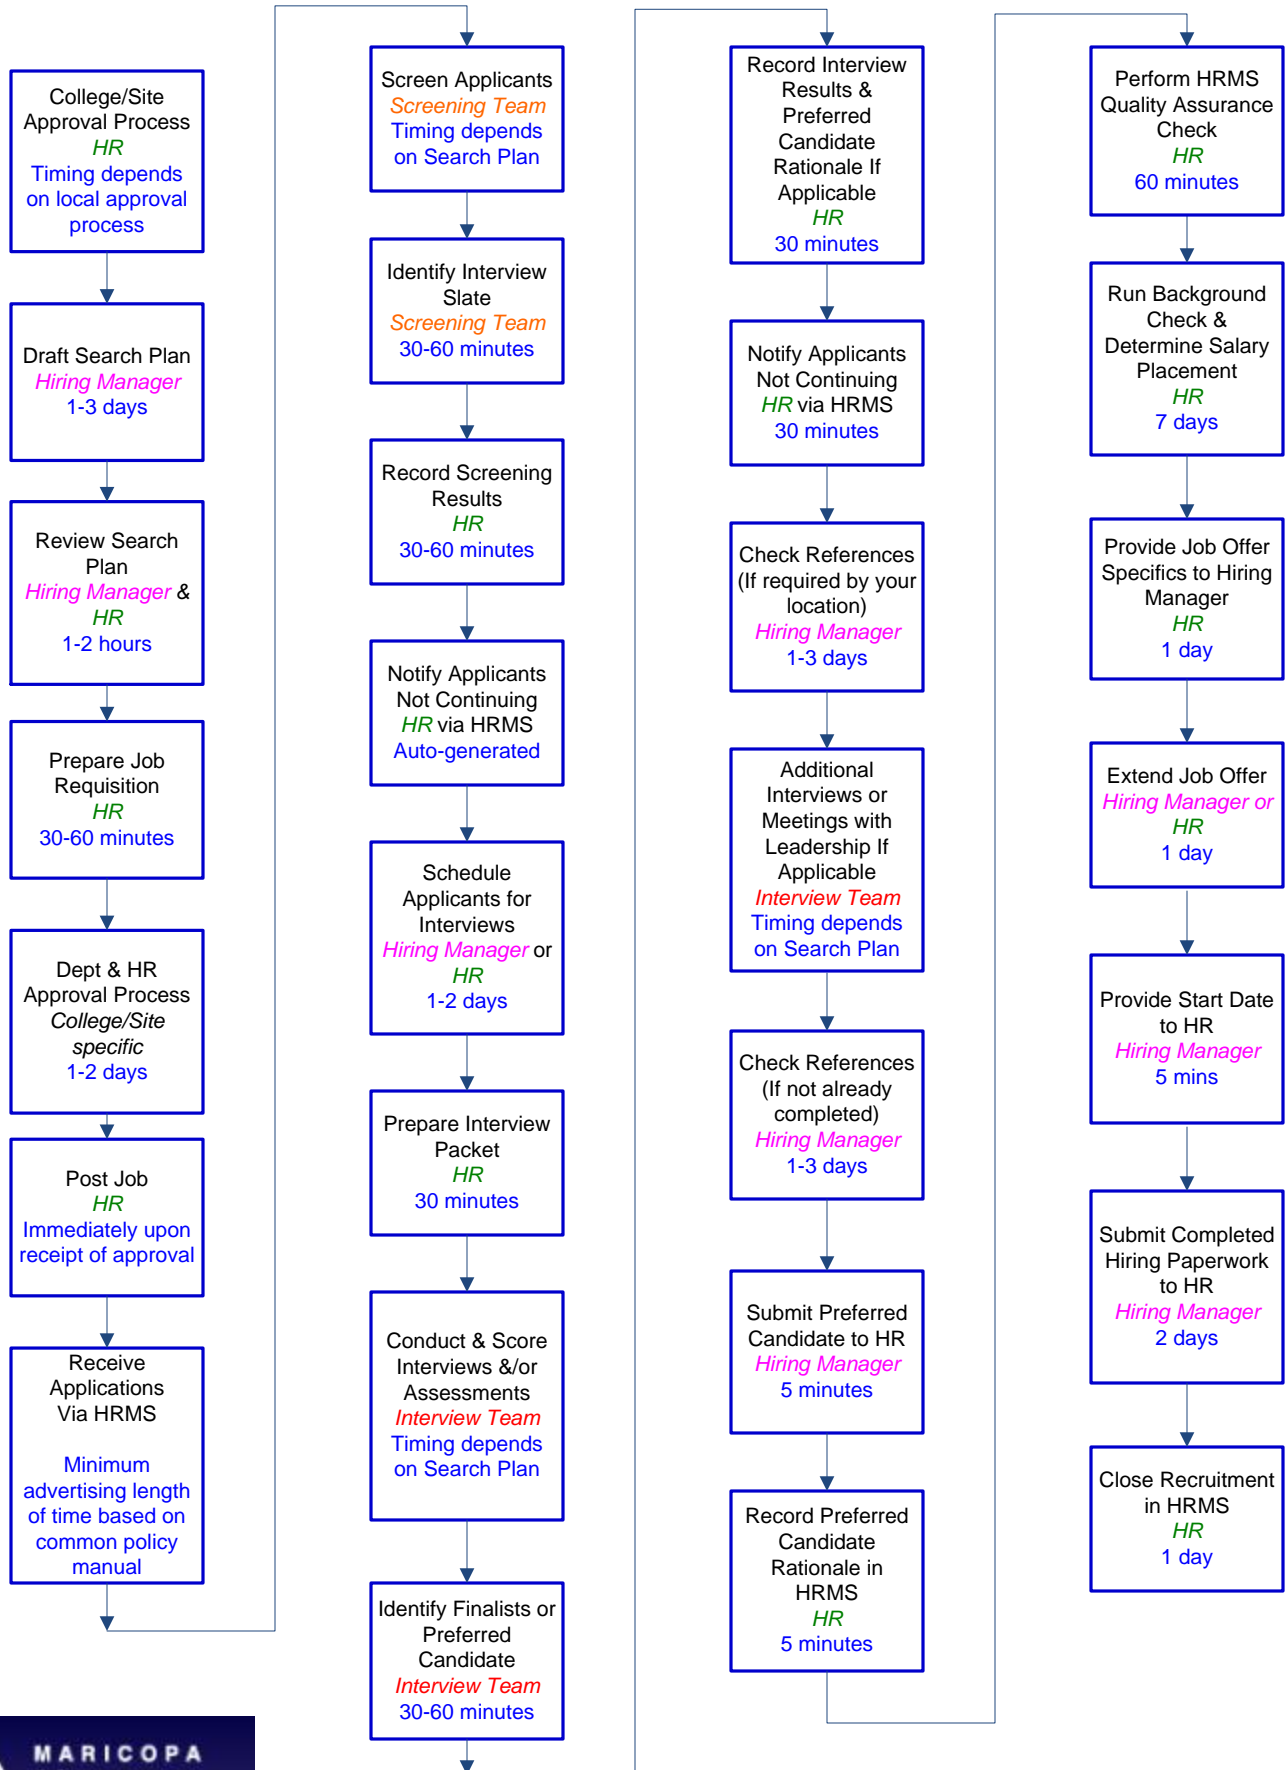 College/Site
Approval Process
HR
Timing depends
on local approval
process
Draft Search Plan
Hiring Manager
1-3 days
Review Search
Plan
Hiring Manager &
HR
1-2 hours
Prepare Job
Requisition
HR
30-60 minutes
Dept & HR
Approval Process
College/Site
specific
1-2 days
Post Job
HR
Immediately upon
receipt of approval
Receive
Applications
Via HRMS
Minimum
advertising length
of time based on
common policy
manual
Screen Applicants
Screening Team
Timing depends
on Search Plan
Identify Interview
Slate
Screening Team
30-60 minutes
Record Screening
Results
HR
30-60 minutes
Notify Applicants
Not Continuing
HR via HRMS
Auto-generated
Schedule
Applicants for
Interviews
Hiring Manager or
HR
1-2 days
Prepare Interview
Packet
HR
30 minutes
Conduct & Score
Interviews &/or
Assessments
Interview Team
Timing depends
on Search Plan
Identify Finalists or
Preferred
Candidate
Interview Team
30-60 minutes
Record Interview
Results &
Preferred
Candidate
Rationale If
Applicable
HR
30 minutes
Notify Applicants
Not Continuing
HR via HRMS
30 minutes
Check References
(If required by your
location)
Hiring Manager
1-3 days
Additional
Interviews or
Meetings with
Leadership If
Applicable
Interview Team
Timing depends
on Search Plan
Check References
(If not already
completed)
Hiring Manager
1-3 days
Submit Preferred
Candidate to HR
Hiring Manager
5 minutes
Record Preferred
Candidate
Rationale in
HRMS
HR
5 minutes
Perform HRMS
Quality Assurance
Check
HR
60 minutes
Run Background
Check &
Determine Salary
Placement
HR
7 days
Provide Job Offer
Specifics to Hiring
Manager
HR
1 day
Extend Job Offer
Hiring Manager or
HR
1 day
Provide Start Date
to HR
Hiring Manager
5 mins
Submit Completed
Hiring Paperwork
to HR
Hiring Manager
2 days
Close Recruitment
in HRMS
HR
1 day
MARICOPA